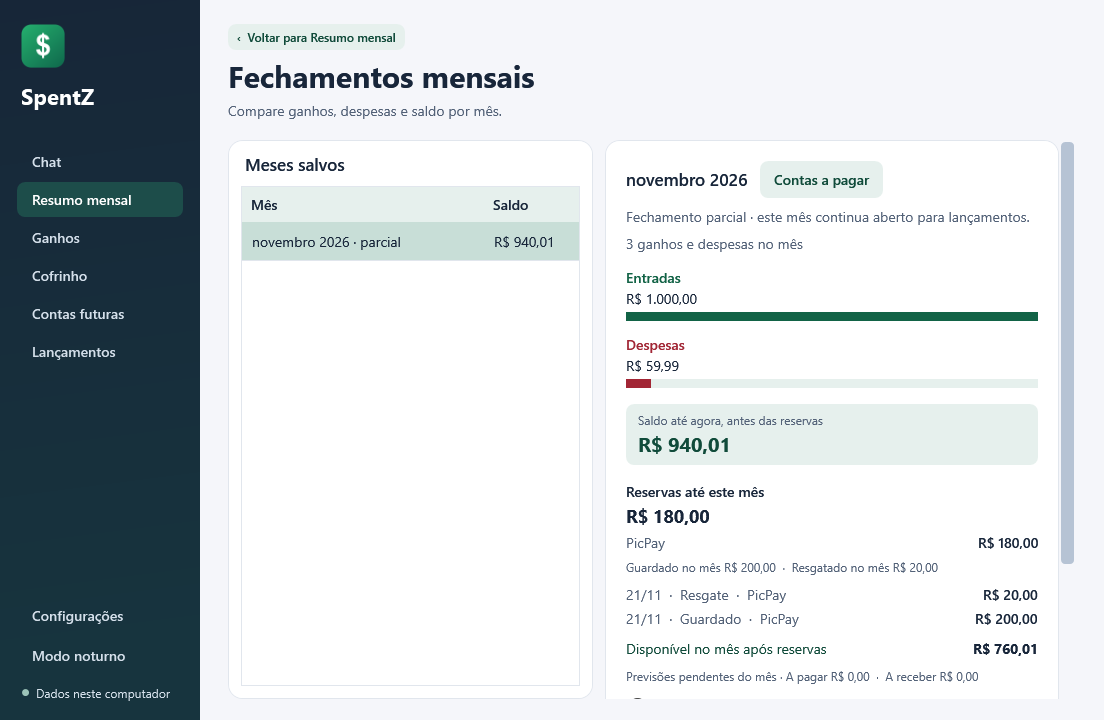 $
SpentZ
Chat
Resumo mensal
Ganhos
Cofrinho
Contas futuras
Lançamentos
Configurações
Modo noturno
Dados neste computador
‹ Voltar para Resumo mensal
Fechamentos mensais
Compare ganhos, despesas e saldo por mês.
Meses salvos
Mês Saldo
novembro 2026 · parcial R$ 940,01
novembro 2026 Contas a pagar
Fechamento parcial · este mês continua aberto para lançamentos.
3 ganhos e despesas no mês
Entradas
R$ 1.000,00
Despesas
R$ 59,99
Saldo até agora, antes das reservas
R$ 940,01
Reservas até este mês
R$ 180,00
PicPay R$ 180,00
Guardado no mês R$ 200,00 · Resgatado no mês R$ 20,00
21/11 · Resgate · PicPay R$ 20,00
21/11 · Guardado · PicPay R$ 200,00
Disponível no mês após reservas R$ 760,01
Previsões pendentes do mês · A pagar R$ 0,00 · A receber R$ 0,00